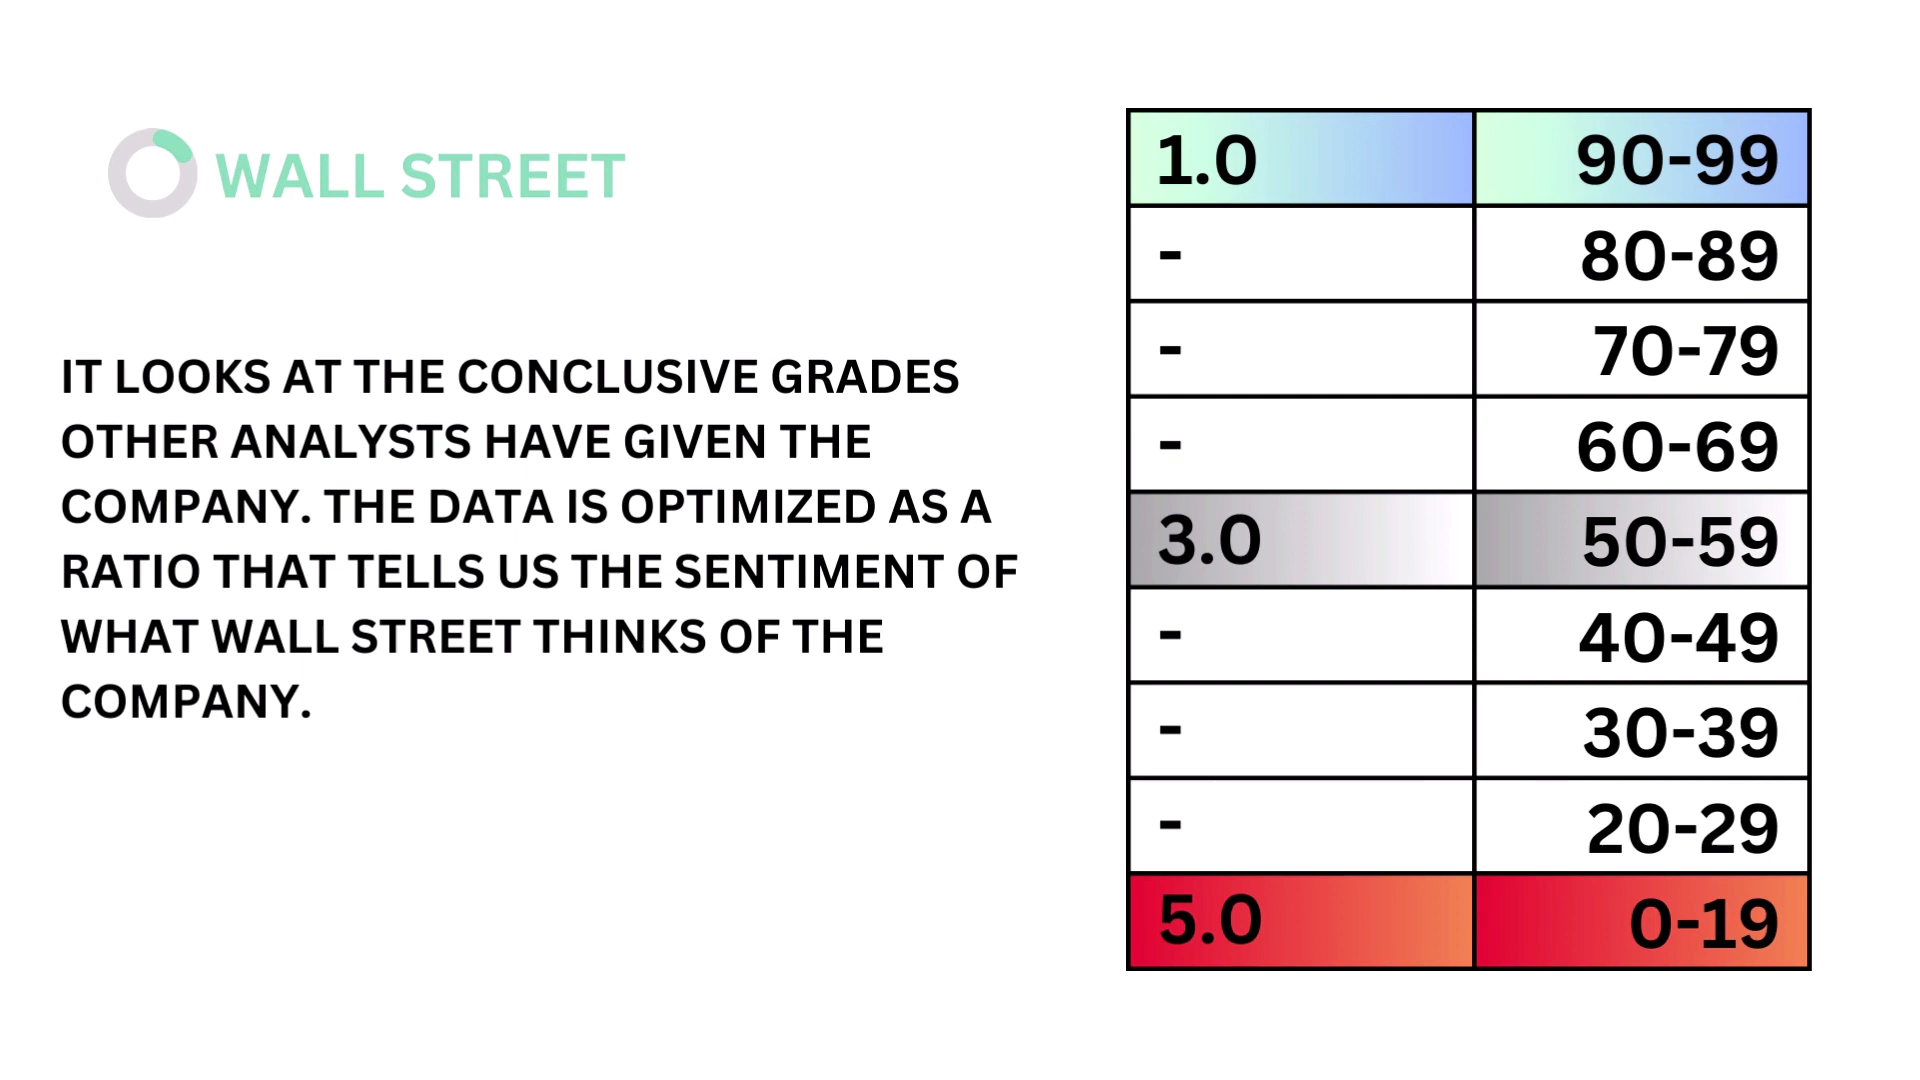 WALL STREET
IT LOOKS AT THE CONCLUSIVE GRADES
OTHER ANALYSTS HAVE GIVEN THE
COMPANY. THE DATA IS OPTIMIZED AS A
RATIO THAT TELLS US THE SENTIMENT OF
WHAT WALL STREET THINKS OF THE
COMPANY.
1.0 90-99
- 80-89
- 70-79
- 60-69
3.0 50-59
- 40-49
- 30-39
- 20-29
5.0 0-19